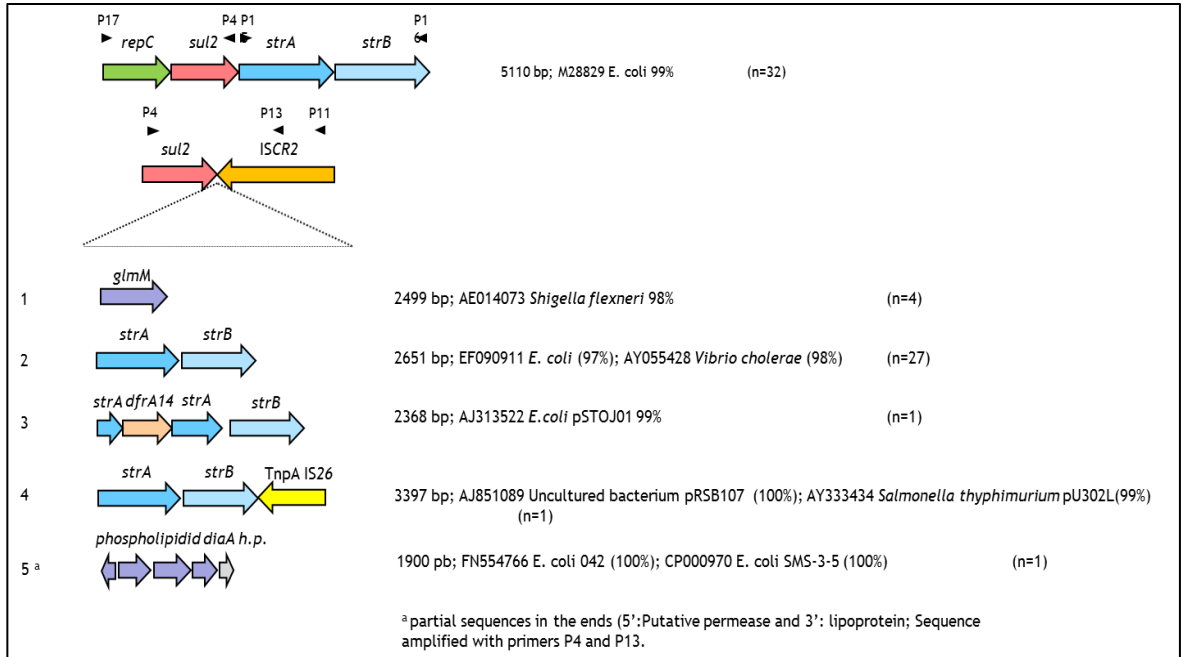 P17 P4 P1 P1
repC sul2 strA strB
5110 bp; M28829 E. coli 99% (n=32)
P4 P13 P11
sul2 ISCR2
glmM
1 2499 bp; AE014073 Shigella flexneri 98% (n=4)
strA strB
2 2651 bp; EF090911 E. coli (97%); AY055428 Vibrio cholerae (98%) (n=27)
strA dfrA14 strA strB
3 2368 bp; AJ313522 E.coli pSTOJ01 99% (n=1)
strA strB TnpA IS26
4 3397 bp; AJ851089 Uncultured bacterium pRSB107 (100%); AY333434 Salmonella thyphimurium pU302L(99%)
(n=1)
phospholipidid diaA h.p.
5 a 1900 pb; FN554766 E. coli 042 (100%); CP000970 E. coli SMS-3-5 (100%) (n=1)
a partial sequences in the ends (5':Putative permease and 3': lipoprotein; Sequence
amplified with primers P4 and P13.